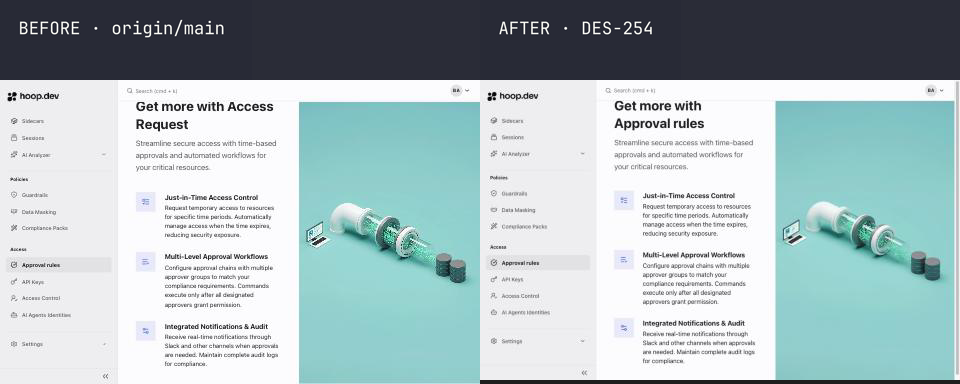 BEFORE · origin/main
hoop.dev
Search (cmd + k)
BA
Sidecars
Sessions
AI Analyzer
Policies
Guardrails
Data Masking
Compliance Packs
Access
Approval rules
API Keys
Access Control
AI Agents Identities
Settings
Get more with Access
Request
Streamline secure access with time-based
approvals and automated workflows for
your critical resources.
Just-in-Time Access Control
Request temporary access to resources
for specific time periods. Automatically
manage access when the time expires,
reducing security exposure.
Multi-Level Approval Workflows
Configure approval chains with multiple
approver groups to match your
compliance requirements. Commands
execute only after all designated
approvers grant permission.
Integrated Notifications & Audit
Receive real-time notifications through
Slack and other channels when approvals
are needed. Maintain complete audit logs
for compliance.
AFTER · DES-254
hoop.dev
Search (cmd + k)
BA
Sidecars
Sessions
AI Analyzer
Policies
Guardrails
Data Masking
Compliance Packs
Access
Approval rules
API Keys
Access Control
AI Agents Identities
Settings
Get more with
Approval rules
Streamline secure access with time-based
approvals and automated workflows for
your critical resources.
Just-in-Time Access Control
Request temporary access to resources
for specific time periods. Automatically
manage access when the time expires,
reducing security exposure.
Multi-Level Approval Workflows
Configure approval chains with multiple
approver groups to match your
compliance requirements. Commands
execute only after all designated
approvers grant permission.
Integrated Notifications & Audit
Receive real-time notifications through
Slack and other channels when approvals
are needed. Maintain complete audit logs
for compliance.